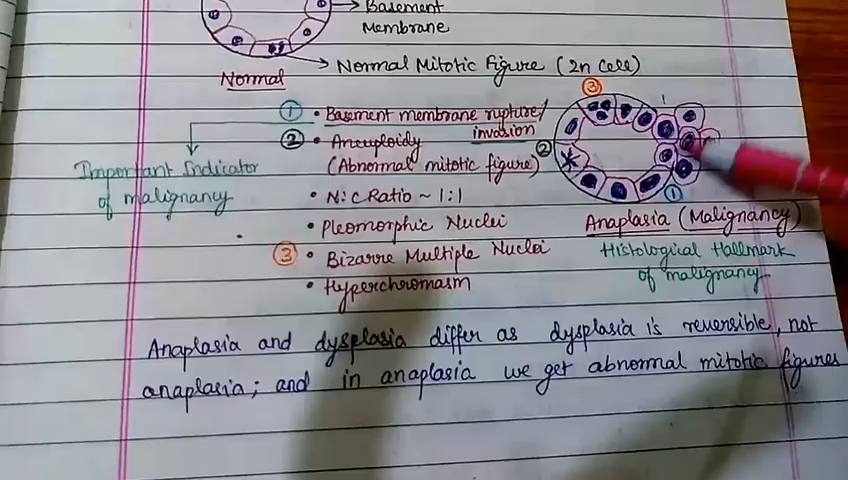 Basement
Membrane
Normal Mitotic Figure (2n Cell)
Normal
① • Basement membrane rupture/
invasion
② • Aneuploidy
(Abnormal mitotic figure)
Important Indicator
of malignancy
• N:C Ratio ~ 1:1
• Pleomorphic Nuclei
③ • Bizarre Multiple Nuclei
• Hyperchromasm
③
②
①
Anaplasia (Malignancy)
Histological Hallmark
of malignancy
Anaplasia and dysplasia differ as dysplasia is reversible, not
anaplasia; and in anaplasia we get abnormal mitotic figures